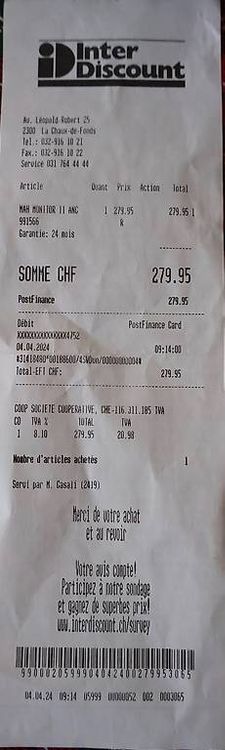 iD Inter
Discount
Av. Léopold-Robert 25
2300 La Chaux-de-Fonds
Tel.: 032-916 10 21
Fax.: 032-916 10 22
Service 031 764 44 44
Article Quant Prix Action Total
MAH MONITOR II ANC 1 279.95 279.95 1
991566
Garantie: 24 mois
SOMME CHF 279.95
PostFinance 279.95
Débit PostFinance Card
XXXXXXXXXXXXXXX4752
04.04.2024 09:14:00
Total-EFT CHF: 279.95
COOP SOCIETE COOPERATIVE, CHE-116.311.185 TVA
CD TVA % TOTAL TVA
1 8.10 279.95 20.98
Nombre d'articles achetés 1
Servi par M. Casali (2419)
Merci de votre achat
et au revoir
Votre avis compte!
Participez à notre sondage
et gagnez de superbes prix!
www.interdiscount.ch/survey
9900020599904042400279953065
04.04.24 09:14 05999 00000052 002 0003065